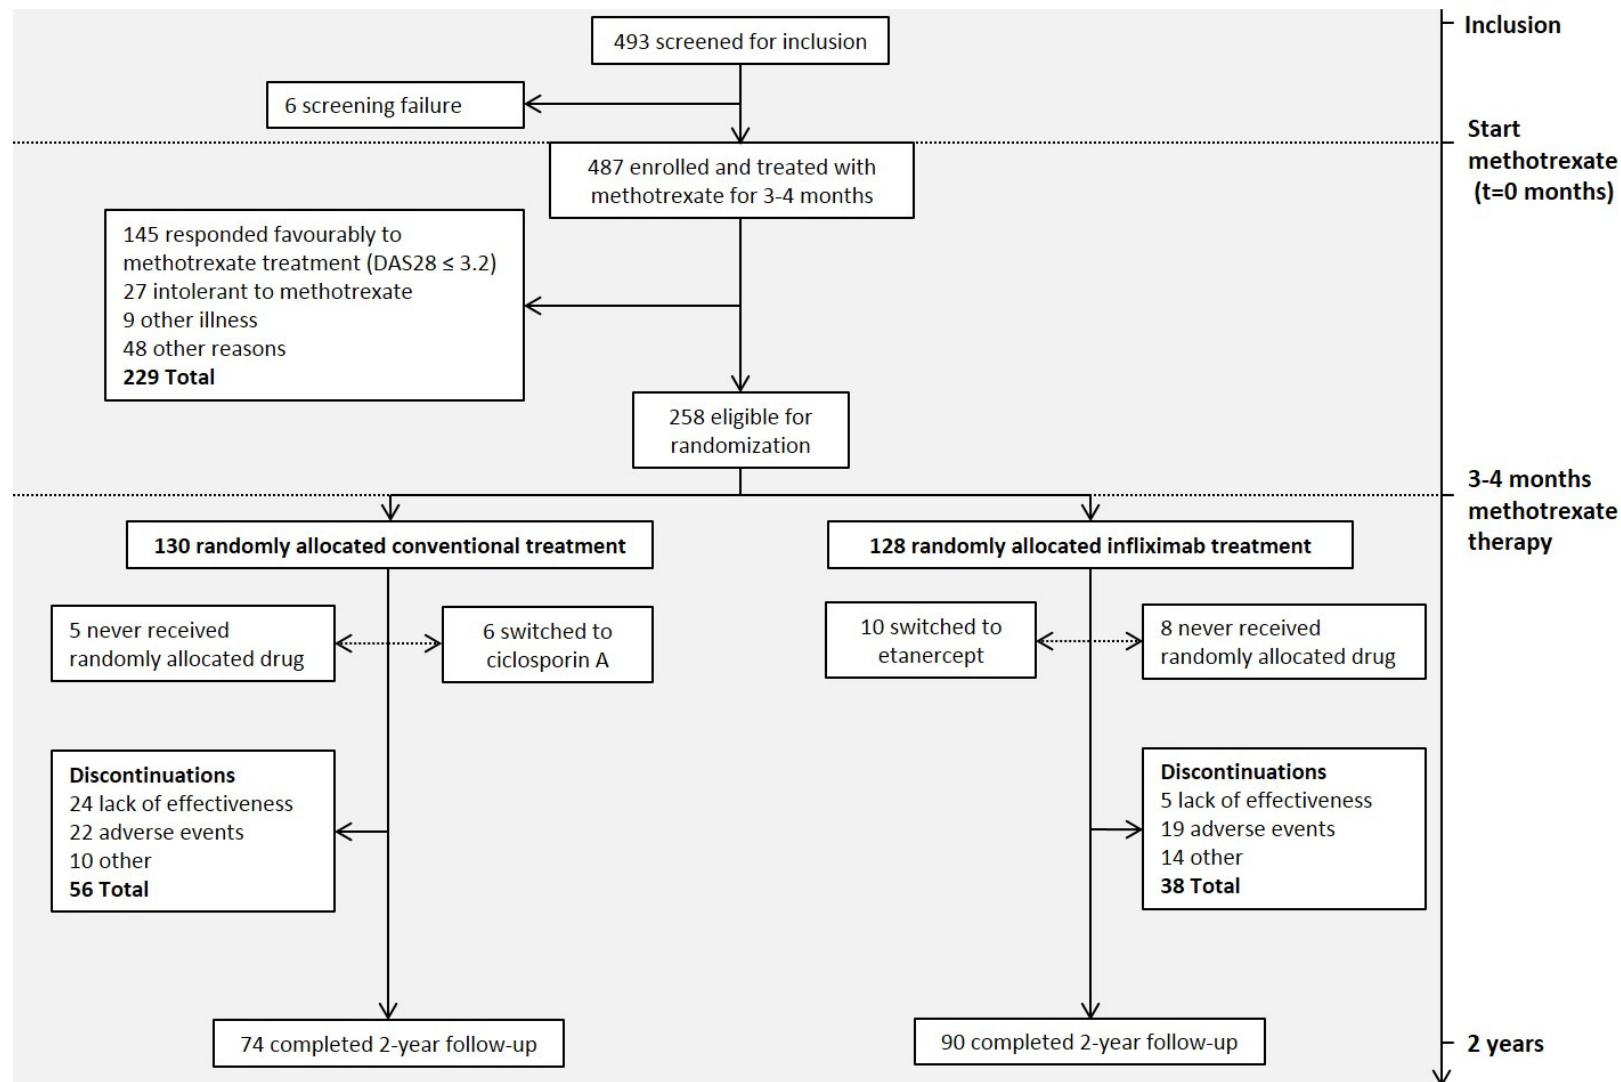 493 screened for inclusion
Inclusion
6 screening failure
Start
methotrexate
(t=0 months)
487 enrolled and treated with
methotrexate for 3-4 months
145 responded favourably to
methotrexate treatment (DAS28 ≤ 3.2)
27 intolerant to methotrexate
9 other illness
48 other reasons
229 Total
258 eligible for
randomization
3-4 months
methotrexate
therapy
130 randomly allocated conventional treatment
128 randomly allocated infliximab treatment
5 never received
randomly allocated drug
6 switched to
ciclosporin A
10 switched to
etanercept
8 never received
randomly allocated drug
Discontinuations
24 lack of effectiveness
22 adverse events
10 other
56 Total
Discontinuations
5 lack of effectiveness
19 adverse events
14 other
38 Total
74 completed 2-year follow-up
90 completed 2-year follow-up
2 years